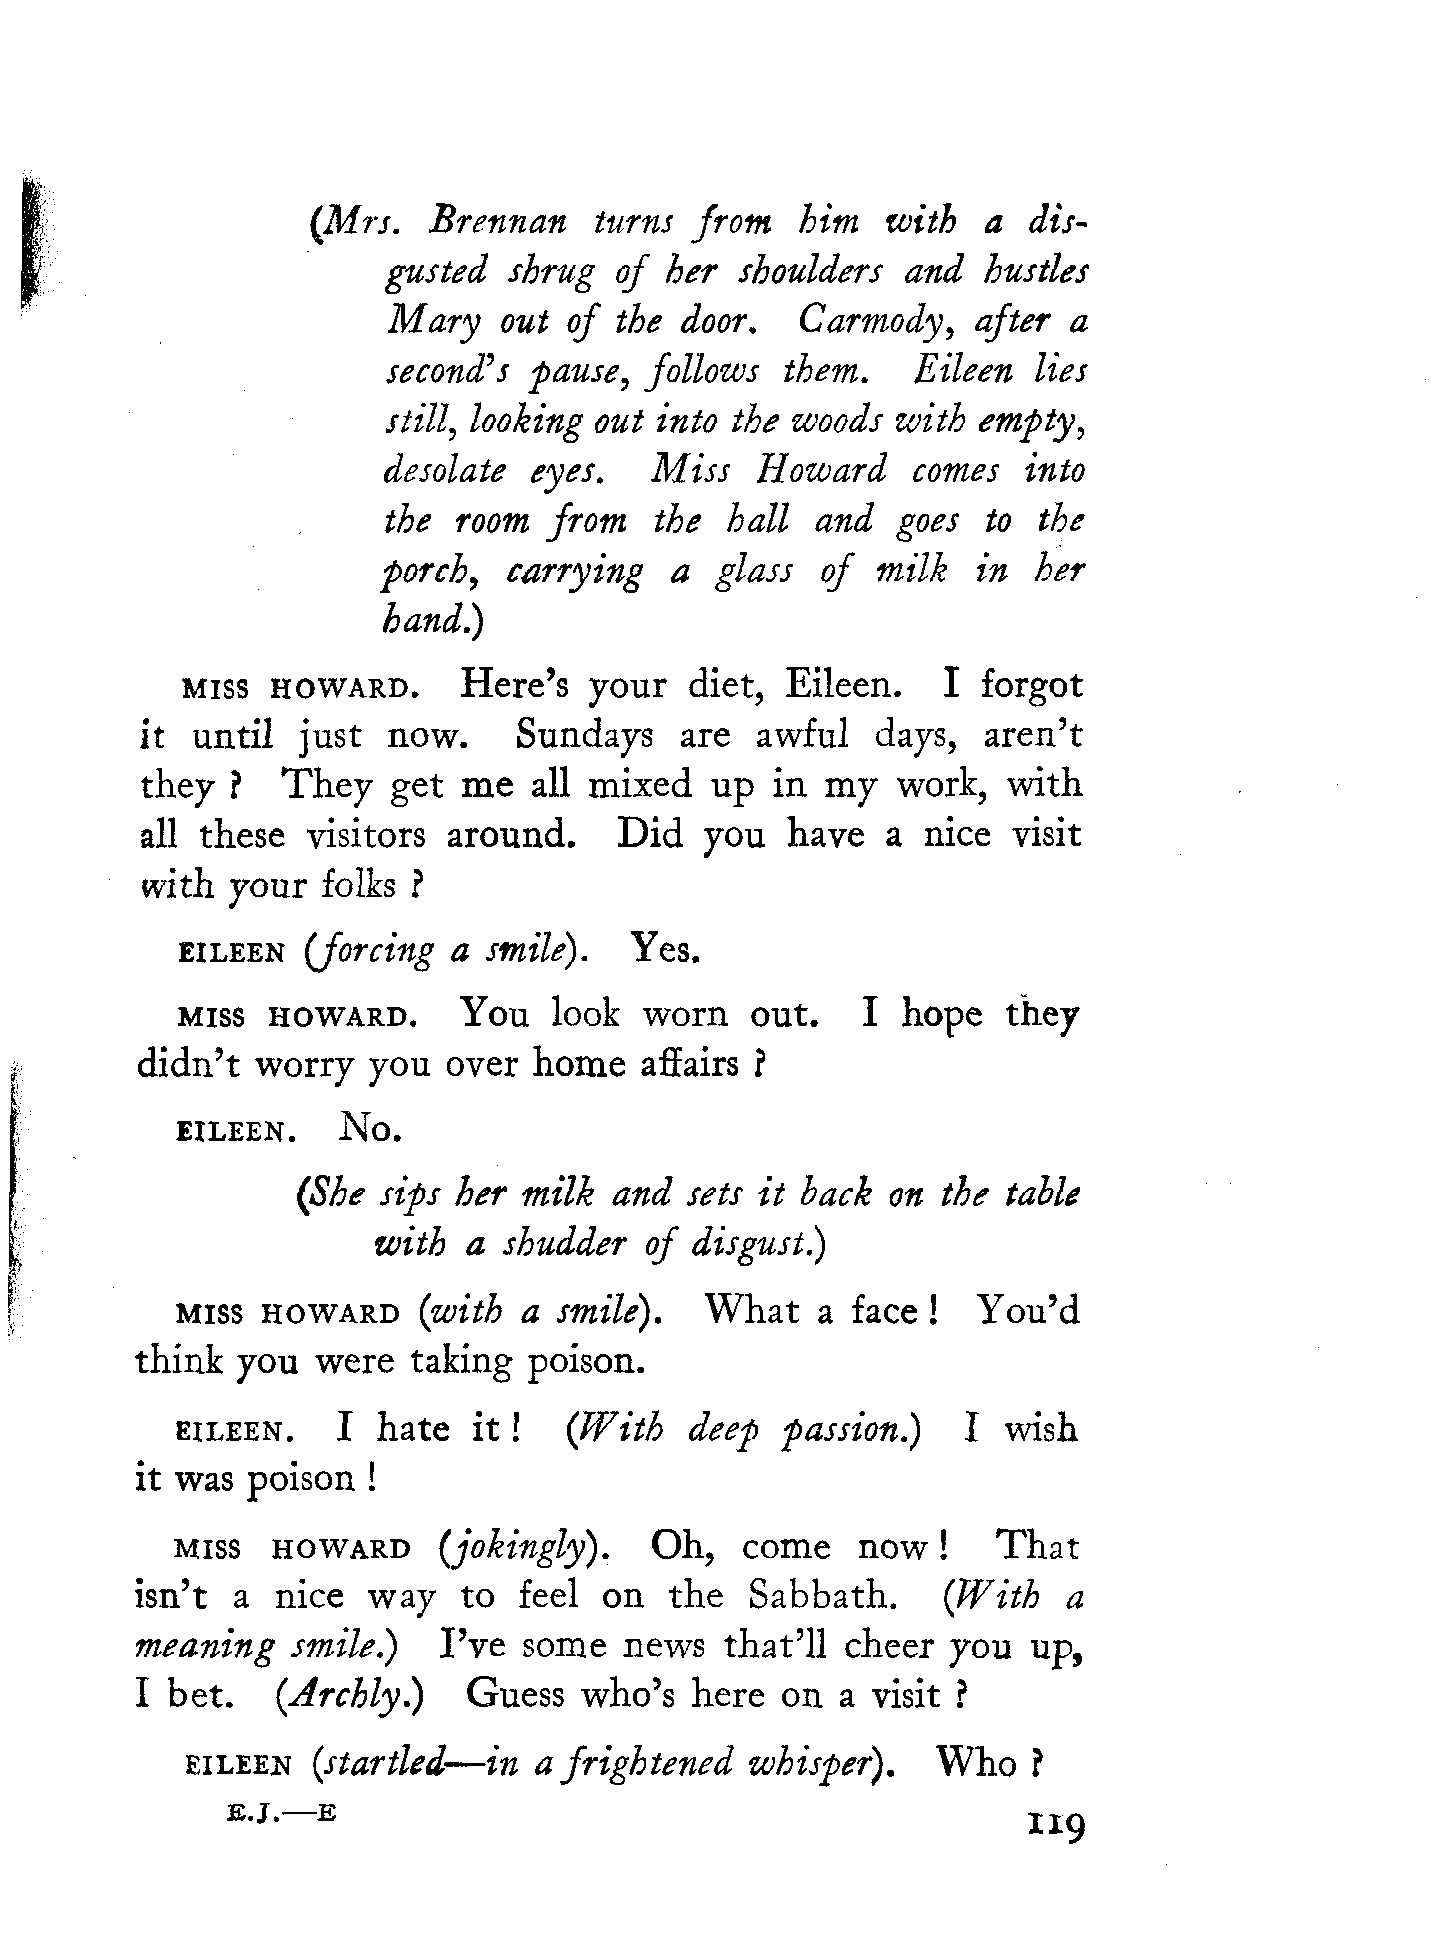 (Mrs. Brennan turns from him with a dis-
gusted shrug of her shoulders and hustles
Mary out of the door. Carmody, after a
second's pause, follows them. Eileen lies
still, looking out into the woods with empty,
desolate eyes. Miss Howard comes into
the room from the hall and goes to the
porch, carrying a glass of milk in her
hand.)
MISS HOWARD. Here's your diet, Eileen. I forgot
it until just now. Sundays are awful days, aren't
they ? They get me all mixed up in my work, with
all these visitors around. Did you have a nice visit
with your folks ?
EILEEN (forcing a smile). Yes.
MISS HOWARD. You look worn out. I hope they
didn't worry you over home affairs ?
EILEEN. No.
(She sips her milk and sets it back on the table
with a shudder of disgust.)
MISS HOWARD (with a smile). What a face ! You'd
think you were taking poison.
EILEEN. I hate it ! (With deep passion.) I wish
it was poison !
MISS HOWARD (jokingly). Oh, come now ! That
isn't a nice way to feel on the Sabbath. (With a
meaning smile.) I've some news that'll cheer you up,
I bet. (Archly.) Guess who's here on a visit ?
EILEEN (startled—in a frightened whisper). Who ?
E.J.—E
119